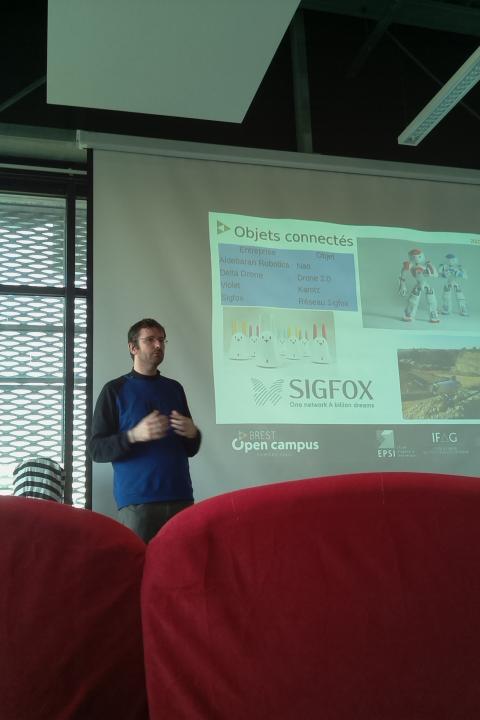 Objets connectés
Entreprise Objet
Aldebaran Robotics Nao
Delta Drone Drone 2.0
Violet Karotz
Sigfox Réseau Sigfox
SIGFOX
One network A billion dreams
BREST
Open campus
EPSI
IFAG